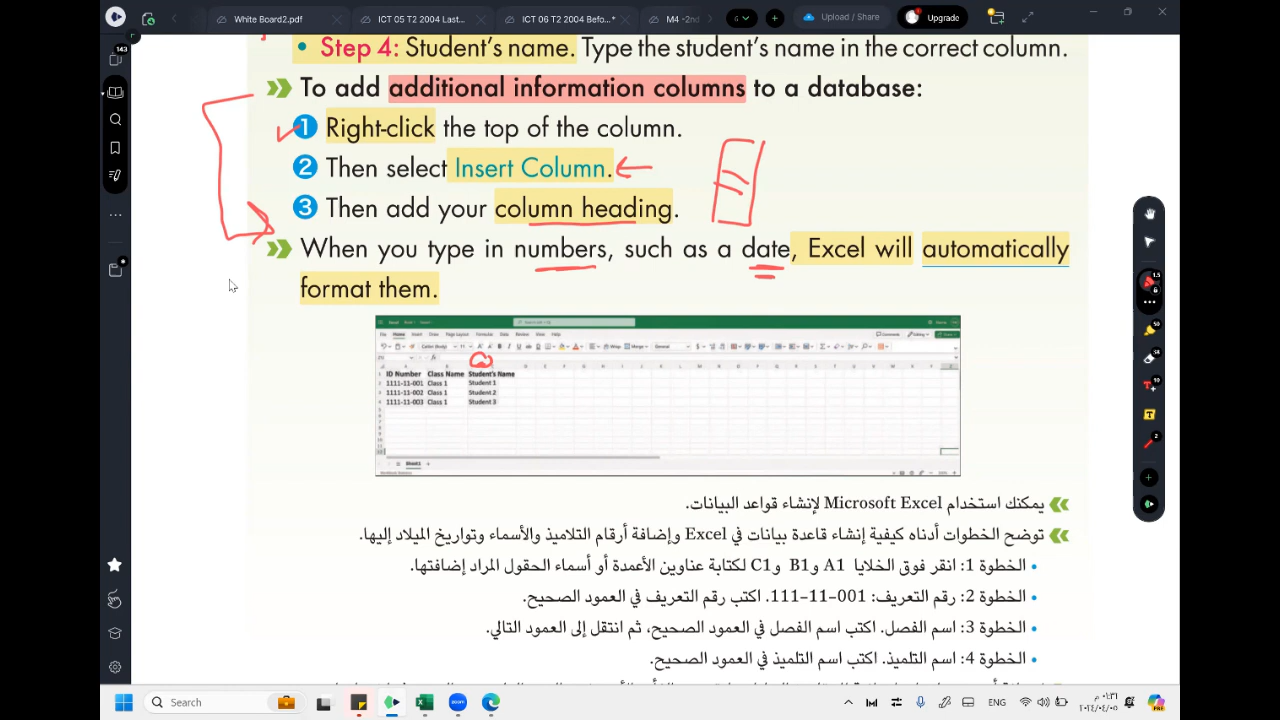 White Board2.pdf
ICT 05 T2 2004 Last...
ICT 06 T2 2004 Befo...*
M4 -2nd
Upload / Share
Upgrade
143
• Step 4: Student's name. Type the student's name in the correct column.
To add additional information columns to a database:
1 Right-click the top of the column.
2 Then select Insert Column.
3 Then add your column heading.
When you type in numbers, such as a date, Excel will automatically
format them.
ID Number Class Name Student's Name
1111-11-001 Class 1 Student 1
1111-11-002 Class 1 Student 2
1111-11-003 Class 1 Student 3
Sheet1
يمكنك استخدام Microsoft Excel لإنشاء قواعد البيانات.
توضح الخطوات أدناه كيفية إنشاء قاعدة بيانات في Excel وإضافة أرقام التلاميذ والأسماء وتواريخ الميلاد إليها.
• الخطوة 1: انقر فوق الخلايا A1 وB1 وC1 لكتابة عناوين الأعمدة أو أسماء الحقول المراد إضافتها.
• الخطوة 2: رقم التعريف: 001-11-111. اكتب رقم التعريف في العمود الصحيح.
• الخطوة 3: اسم الفصل. اكتب اسم الفصل في العمود الصحيح، ثم انتقل إلى العمود التالي.
• الخطوة 4: اسم التلميذ. اكتب اسم التلميذ في العمود الصحيح.
Search
zoom
ENG